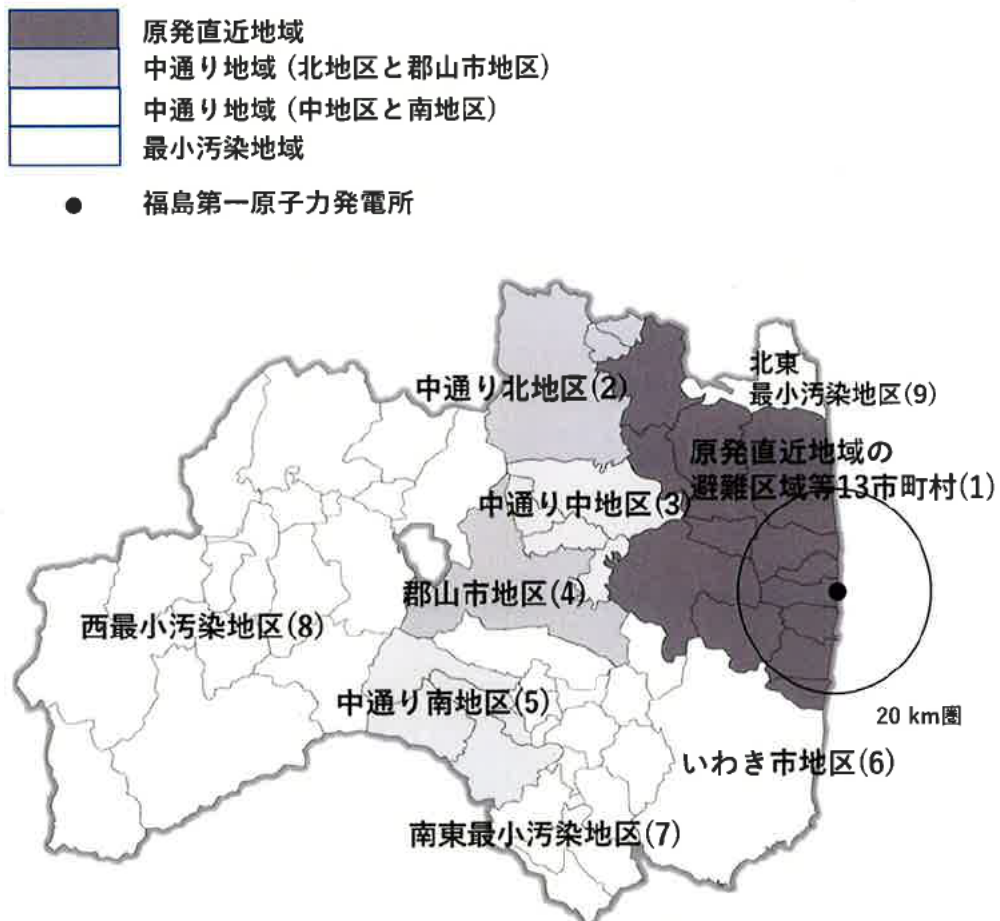 原発直近地域
中通り地域 (北地区と郡山市地区)
中通り地域 (中地区と南地区)
最小汚染地域
福島第一原子力発電所
北東
最小汚染地区(9)
中通り北地区(2)
原発直近地域の
避難区域等13市町村(1)
中通り中地区(3)
郡山市地区(4)
西最小汚染地区(8)
中通り南地区(5)
20 km圏
いわき市地区(6)
南東最小汚染地区(7)